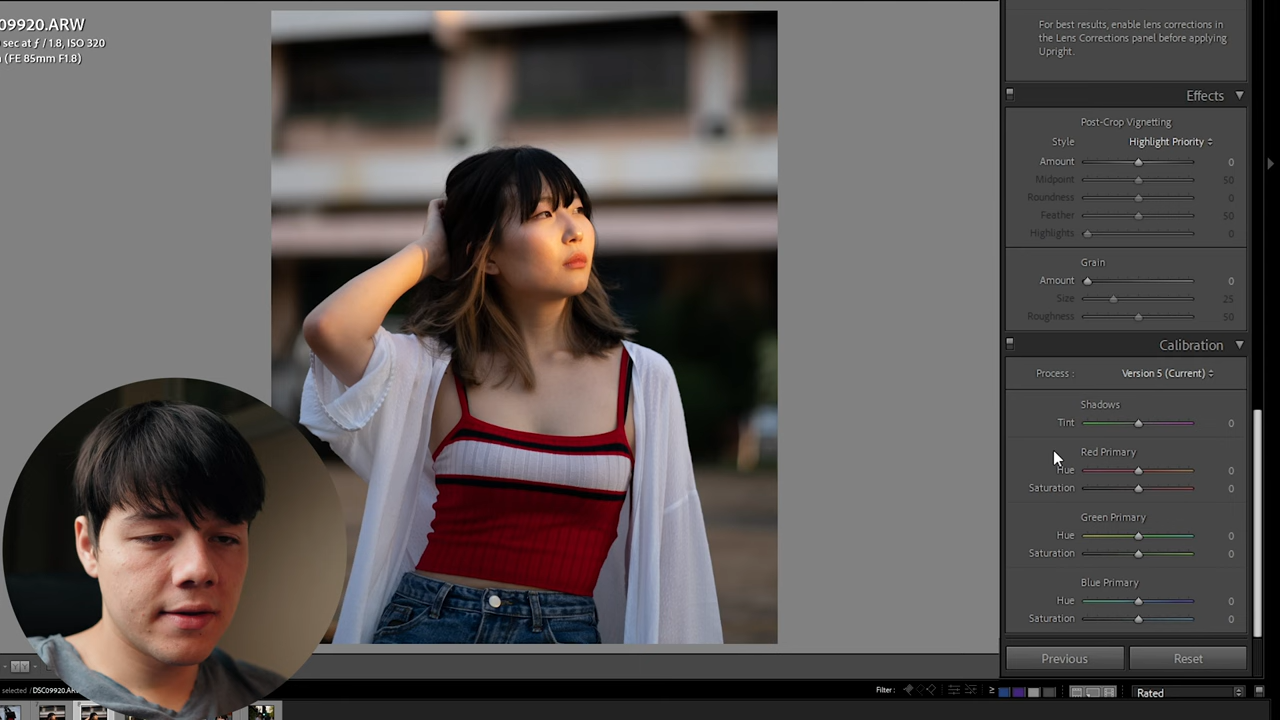 09920.ARW
sec at ƒ / 1.8, ISO 320
(FE 85mm F1.8)
For best results, enable lens corrections in
the Lens Corrections panel before applying
Upright.
Effects
Post-Crop Vignetting
Style Highlight Priority
Amount 0
Midpoint 50
Roundness 0
Feather 50
Highlights 0
Grain
Amount 0
Size 25
Roughness 50
Calibration
Process : Version 5 (Current)
Shadows
Tint 0
Red Primary
Hue 0
Saturation 0
Green Primary
Hue 0
Saturation 0
Blue Primary
Hue 0
Saturation 0
Previous Reset
selected / DSC09920.AR
Filter : ≥ Rated